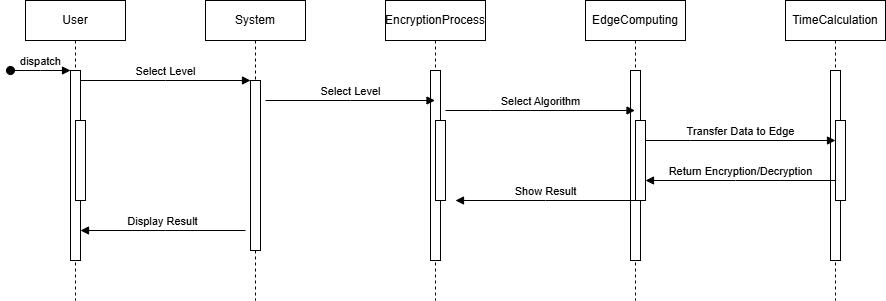 User
System
EncryptionProcess
EdgeComputing
TimeCalculation
dispatch
Select Level
Select Level
Select Algorithm
Transfer Data to Edge
Return Encryption/Decryption
Show Result
Display Result